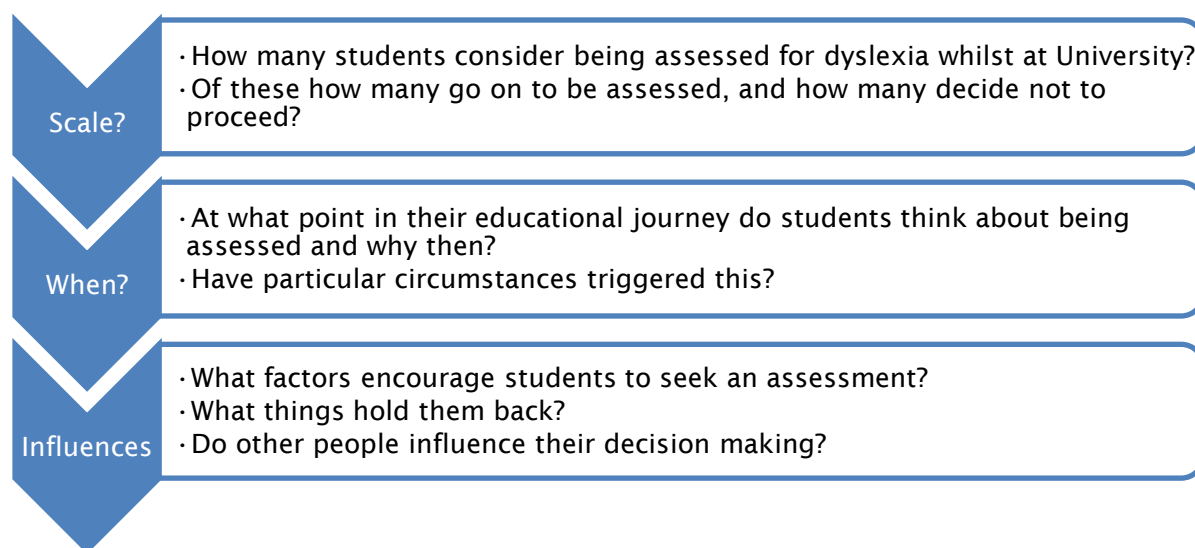 Scale?
· How many students consider being assessed for dyslexia whilst at University?
· Of these how many go on to be assessed, and how many decide not to
proceed?
When?
· At what point in their educational journey do students think about being
assessed and why then?
· Have particular circumstances triggered this?
Influences
· What factors encourage students to seek an assessment?
· What things hold them back?
· Do other people influence their decision making?